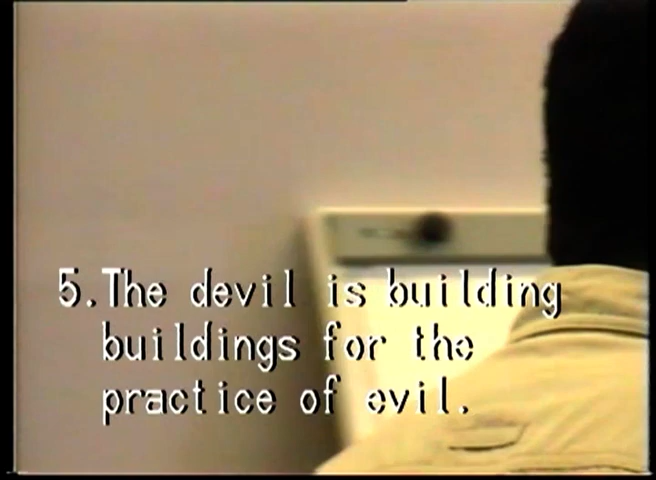 5.The devil is building
buildings for the
practice of evil.